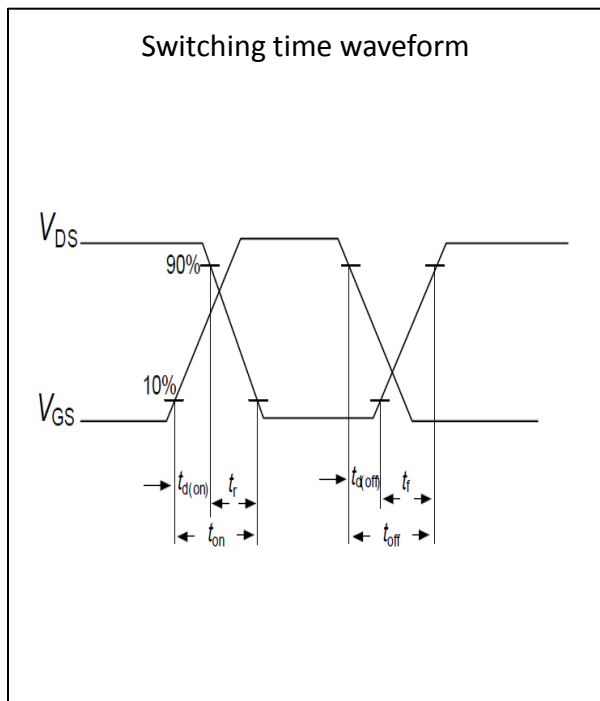 Switching time waveform
VDS
90%
10%
VGS
td(on) tr td(off) tf
ton toff